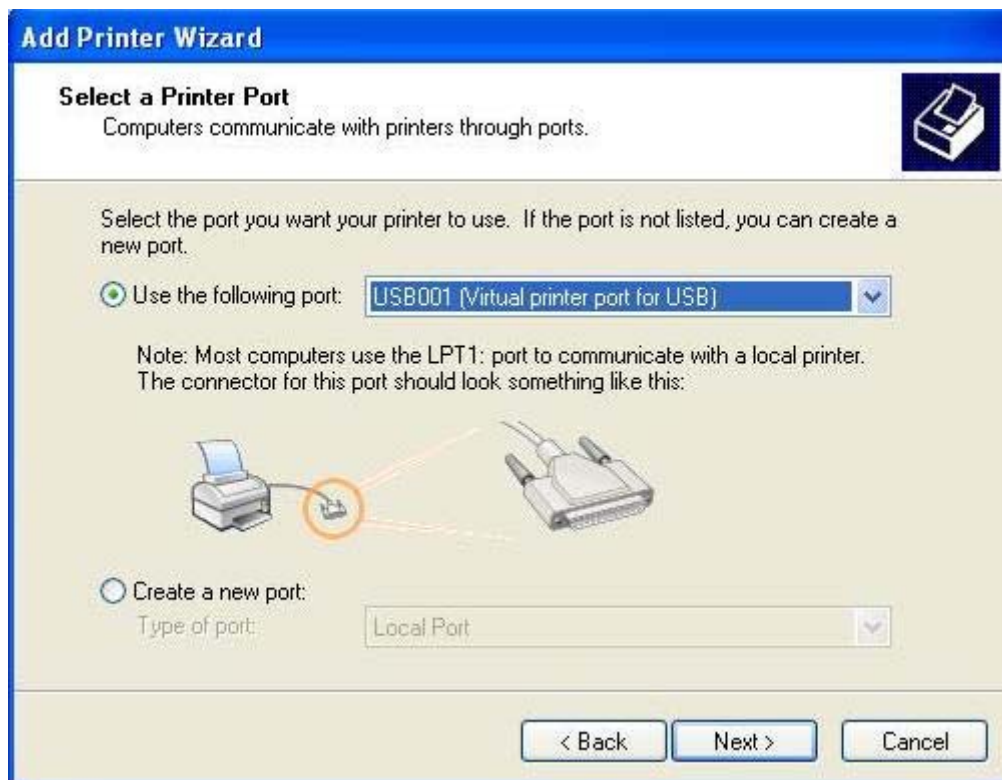 Add Printer Wizard
Select a Printer Port
Computers communicate with printers through ports.
Select the port you want your printer to use. If the port is not listed, you can create a
new port.
Use the following port: USB001 (Virtual printer port for USB)
Note: Most computers use the LPT1: port to communicate with a local printer.
The connector for this port should look something like this:
Create a new port:
Type of port: Local Port
< Back Next > Cancel